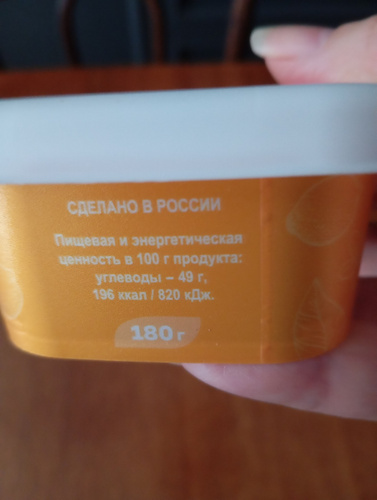 СДЕЛАНО В РОССИИ
Пищевая и энергетическая
ценность в 100 г продукта:
углеводы – 49 г,
196 ккал / 820 кДж.
180 г